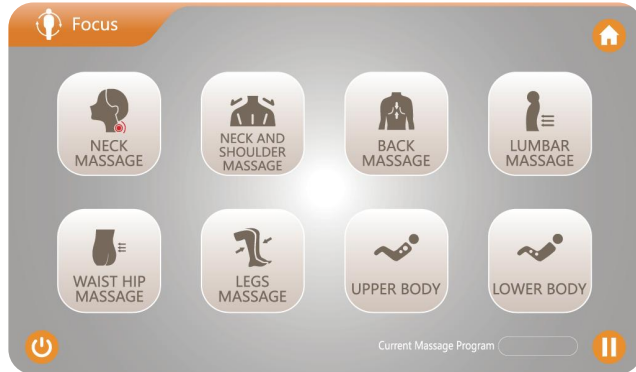 Focus
NECK
MASSAGE
NECK AND
SHOULDER
MASSAGE
BACK
MASSAGE
LUMBAR
MASSAGE
WAIST HIP
MASSAGE
LEGS
MASSAGE
UPPER BODY
LOWER BODY
Current Massage Program